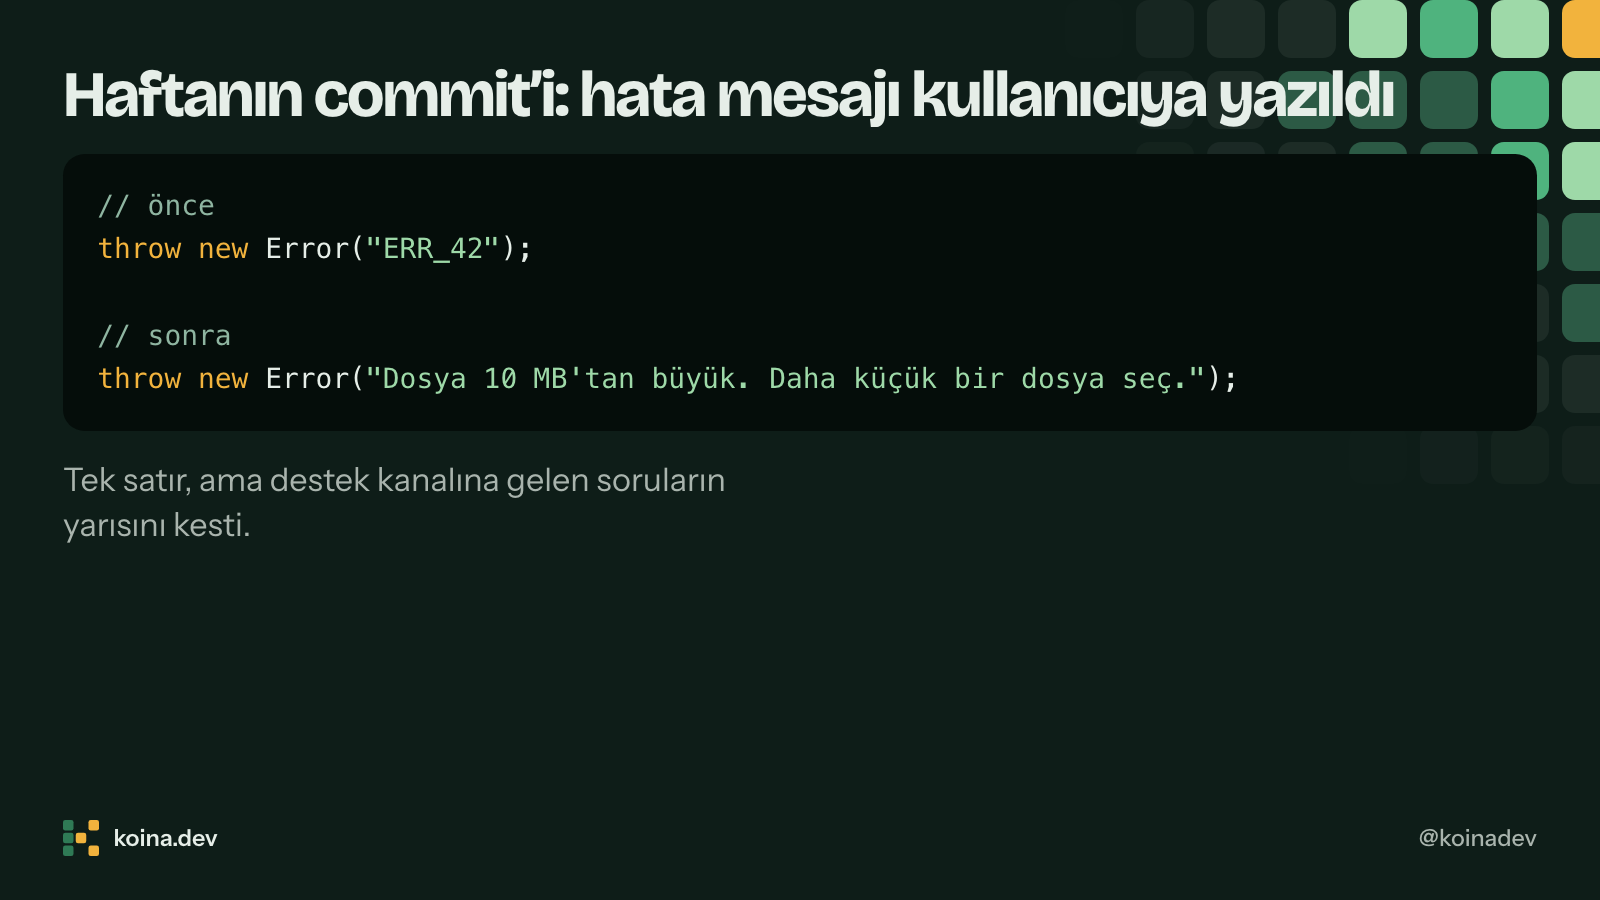 Haftanın commit'i: hata mesajı kullanıcıya yazıldı
// önce
throw new Error("ERR_42");
// sonra
throw new Error("Dosya 10 MB'tan büyük. Daha küçük bir dosya seç.");
Tek satır, ama destek kanalına gelen soruların
yarısını kesti.
koina.dev
@koinadev